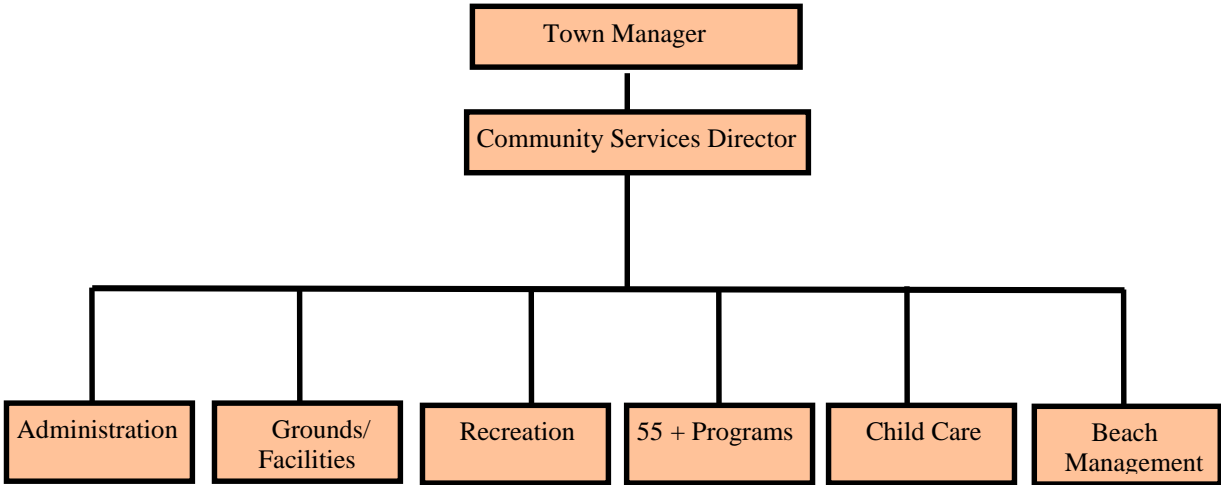 Town Manager
Community Services Director
Administration
Grounds/
Facilities
Recreation
55 + Programs
Child Care
Beach
Management